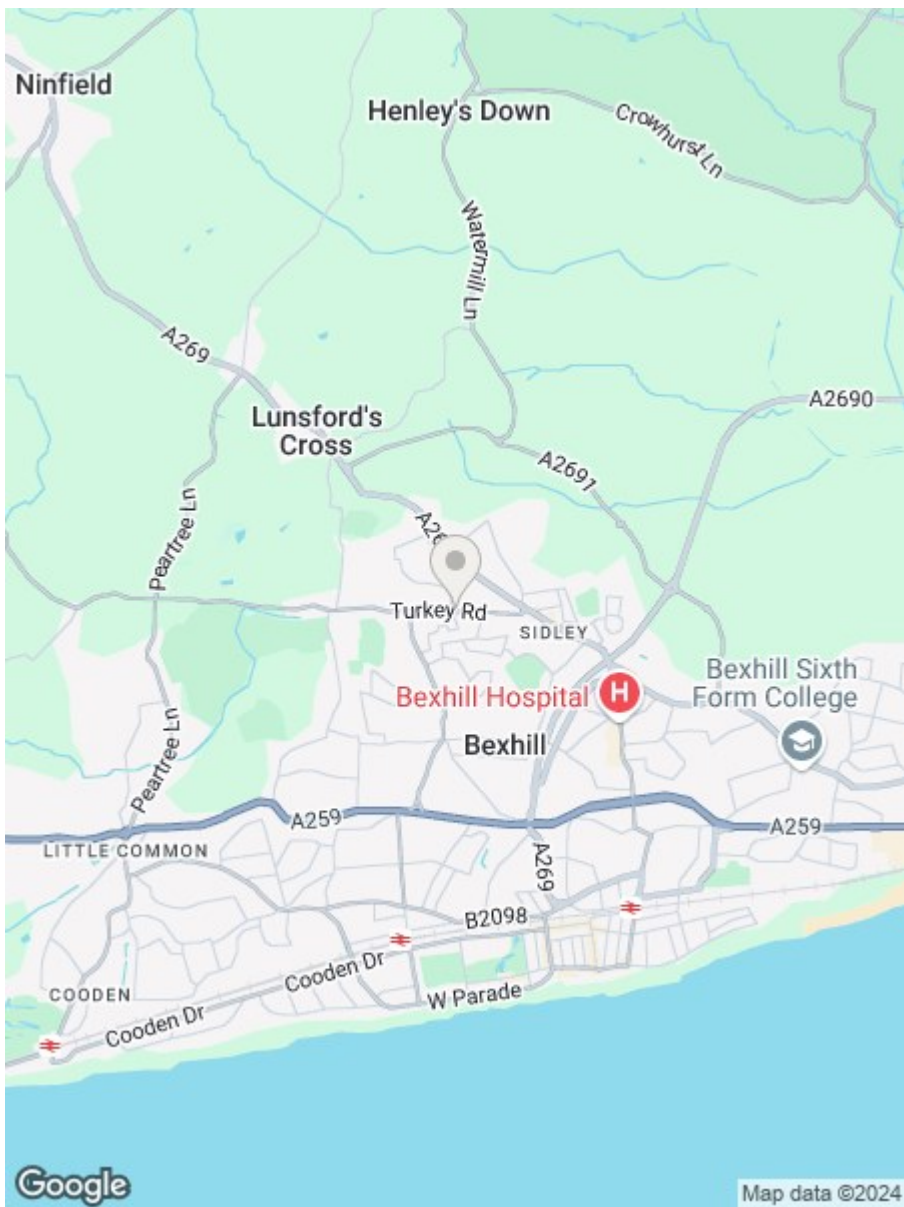 Ninfield
Henley's Down
Crowhurst Ln
Watermill Ln
A269
A2690
Lunsford's
Cross
A2691
Peartree Ln
A26
Turkey Rd
SIDLEY
Bexhill Sixth
Form College
Bexhill Hospital
H
Bexhill
Peartree Ln
A259
A259
LITTLE COMMON
A269
B2098
Cooden Dr
COODEN
W Parade
Cooden Dr
Google
Map data ©2024